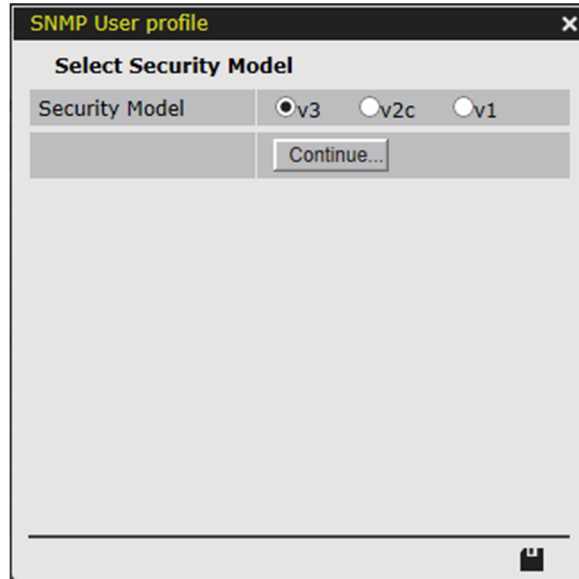 SNMP User profile
Select Security Model
Security Model v3 v2c v1
Continue...